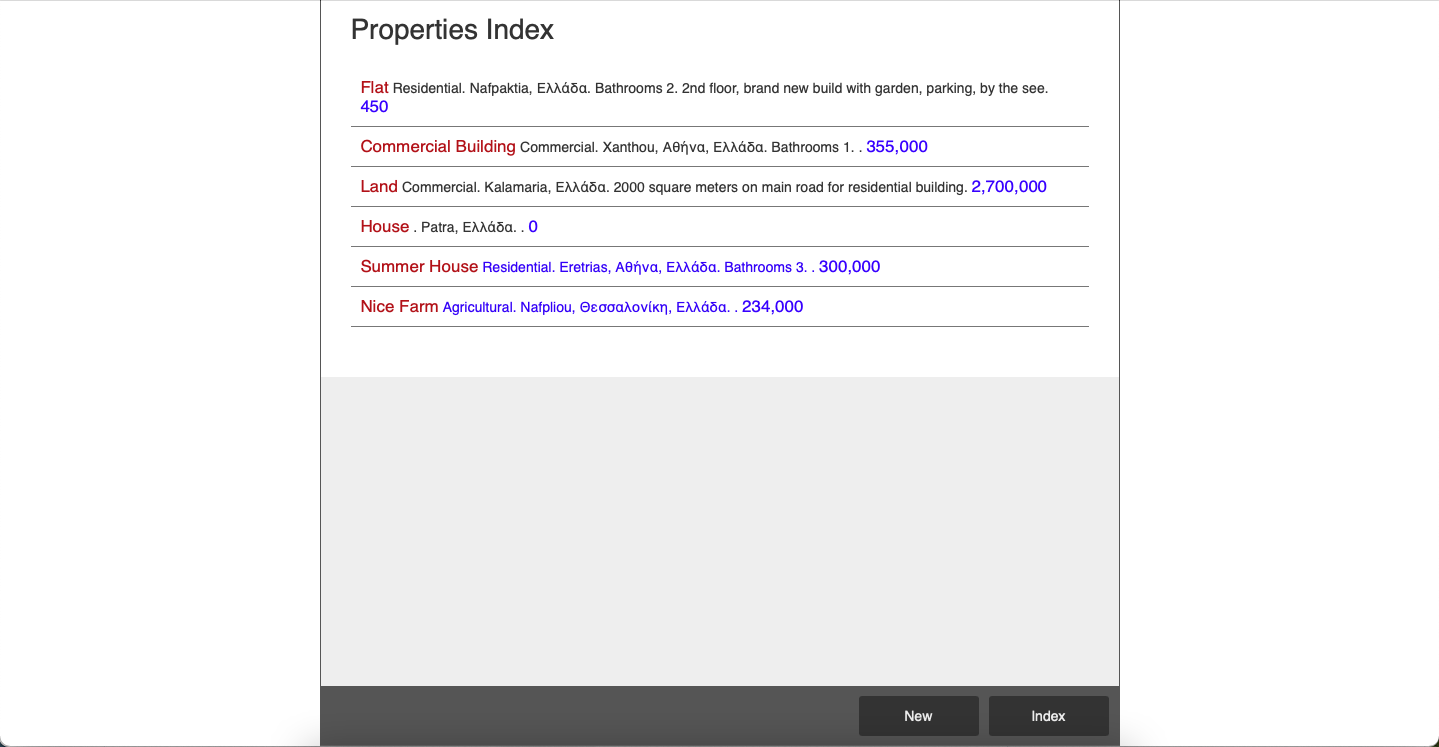 Properties Index
Flat Residential. Nafpaktia, Ελλάδα. Bathrooms 2. 2nd floor, brand new build with garden, parking, by the see.
450
Commercial Building Commercial. Xanthou, Αθήνα, Ελλάδα. Bathrooms 1. . 355,000
Land Commercial. Kalamaria, Ελλάδα. 2000 square meters on main road for residential building. 2,700,000
House . Patra, Ελλάδα. . 0
Summer House Residential. Eretrias, Αθήνα, Ελλάδα. Bathrooms 3. . 300,000
Nice Farm Agricultural. Nafpliou, Θεσσαλονίκη, Ελλάδα. . 234,000
New Index